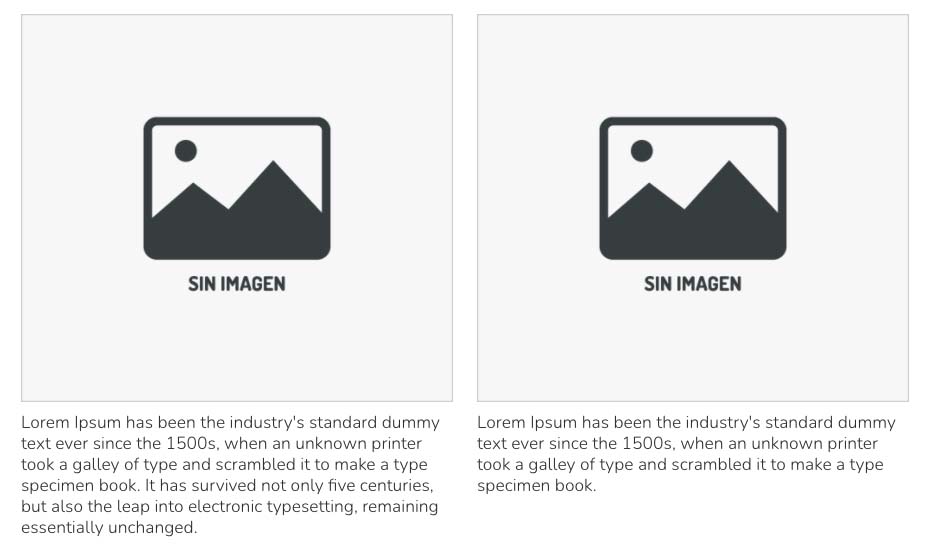 SIN IMAGEN
Lorem Ipsum has been the industry's standard dummy
text ever since the 1500s, when an unknown printer
took a galley of type and scrambled it to make a type
specimen book. It has survived not only five centuries,
but also the leap into electronic typesetting, remaining
essentially unchanged.
SIN IMAGEN
Lorem Ipsum has been the industry's standard dummy
text ever since the 1500s, when an unknown printer
took a galley of type and scrambled it to make a type
specimen book.